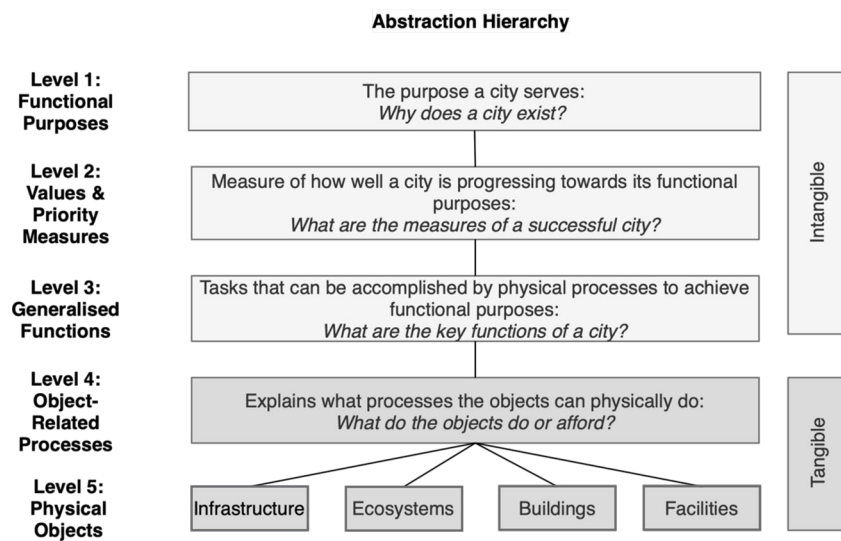 Abstraction Hierarchy
Level 1:
Functional
Purposes
The purpose a city serves:
Why does a city exist?
Level 2:
Values &
Priority
Measures
Measure of how well a city is progressing towards its functional
purposes:
What are the measures of a successful city?
Level 3:
Generalised
Functions
Tasks that can be accomplished by physical processes to achieve
functional purposes:
What are the key functions of a city?
Intangible
Level 4:
Object-
Related
Processes
Explains what processes the objects can physically do:
What do the objects do or afford?
Level 5:
Physical
Objects
Infrastructure
Ecosystems
Buildings
Facilities
Tangible